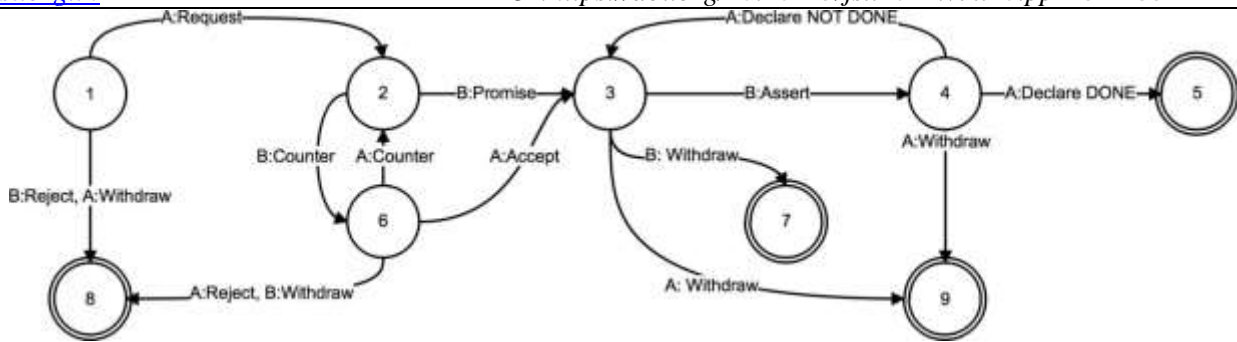 A:Request
A:Declare NOT DONE
1
2
B:Promise
3
B:Assert
4
A:Declare DONE
5
B:Counter
A:Counter
A:Accept
B: Withdraw
A:Withdraw
B:Reject, A:Withdraw
6
7
8
A:Reject, B:Withdraw
A: Withdraw
9